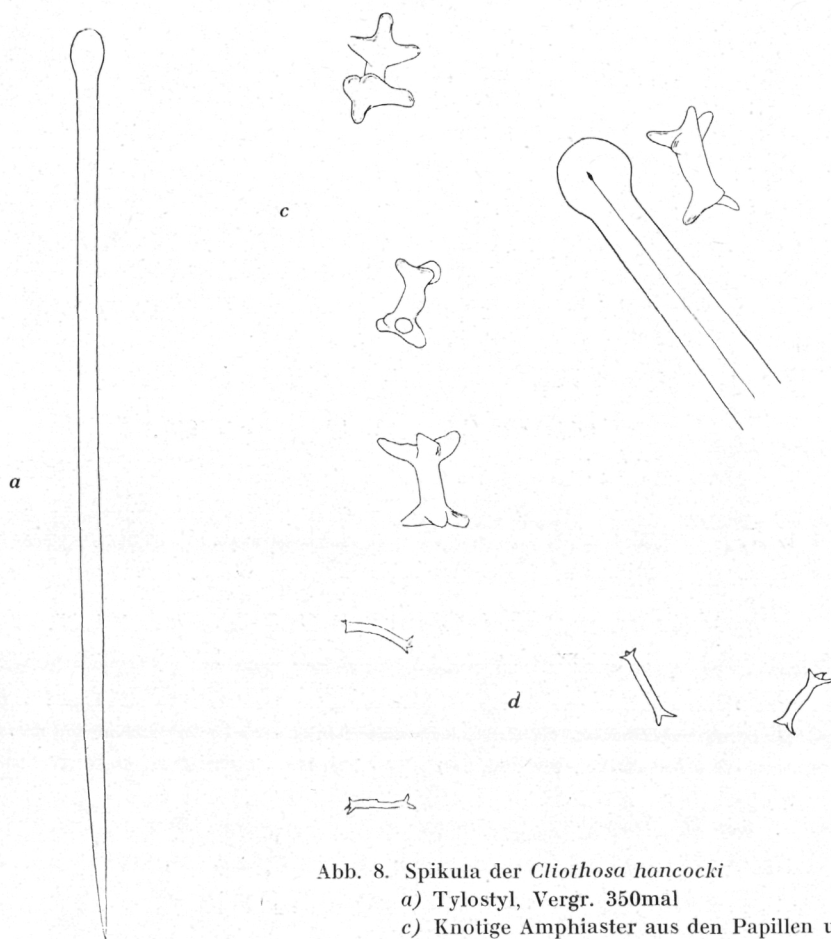 c
a
d
Abb. 8. Spikula der Cliothosa hancocki
a) Tylostyl, Vergr. 350mal
c) Knotige Amphiaster aus den Papillen